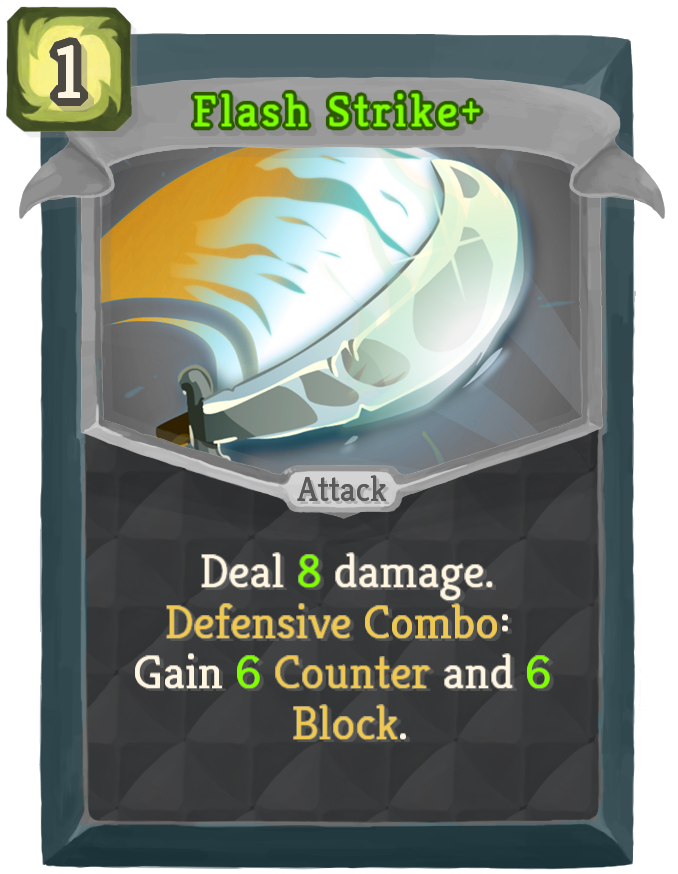 1
Flash Strike+
Attack
Deal 8 damage.
Defensive Combo:
Gain 6 Counter and 6
Block.